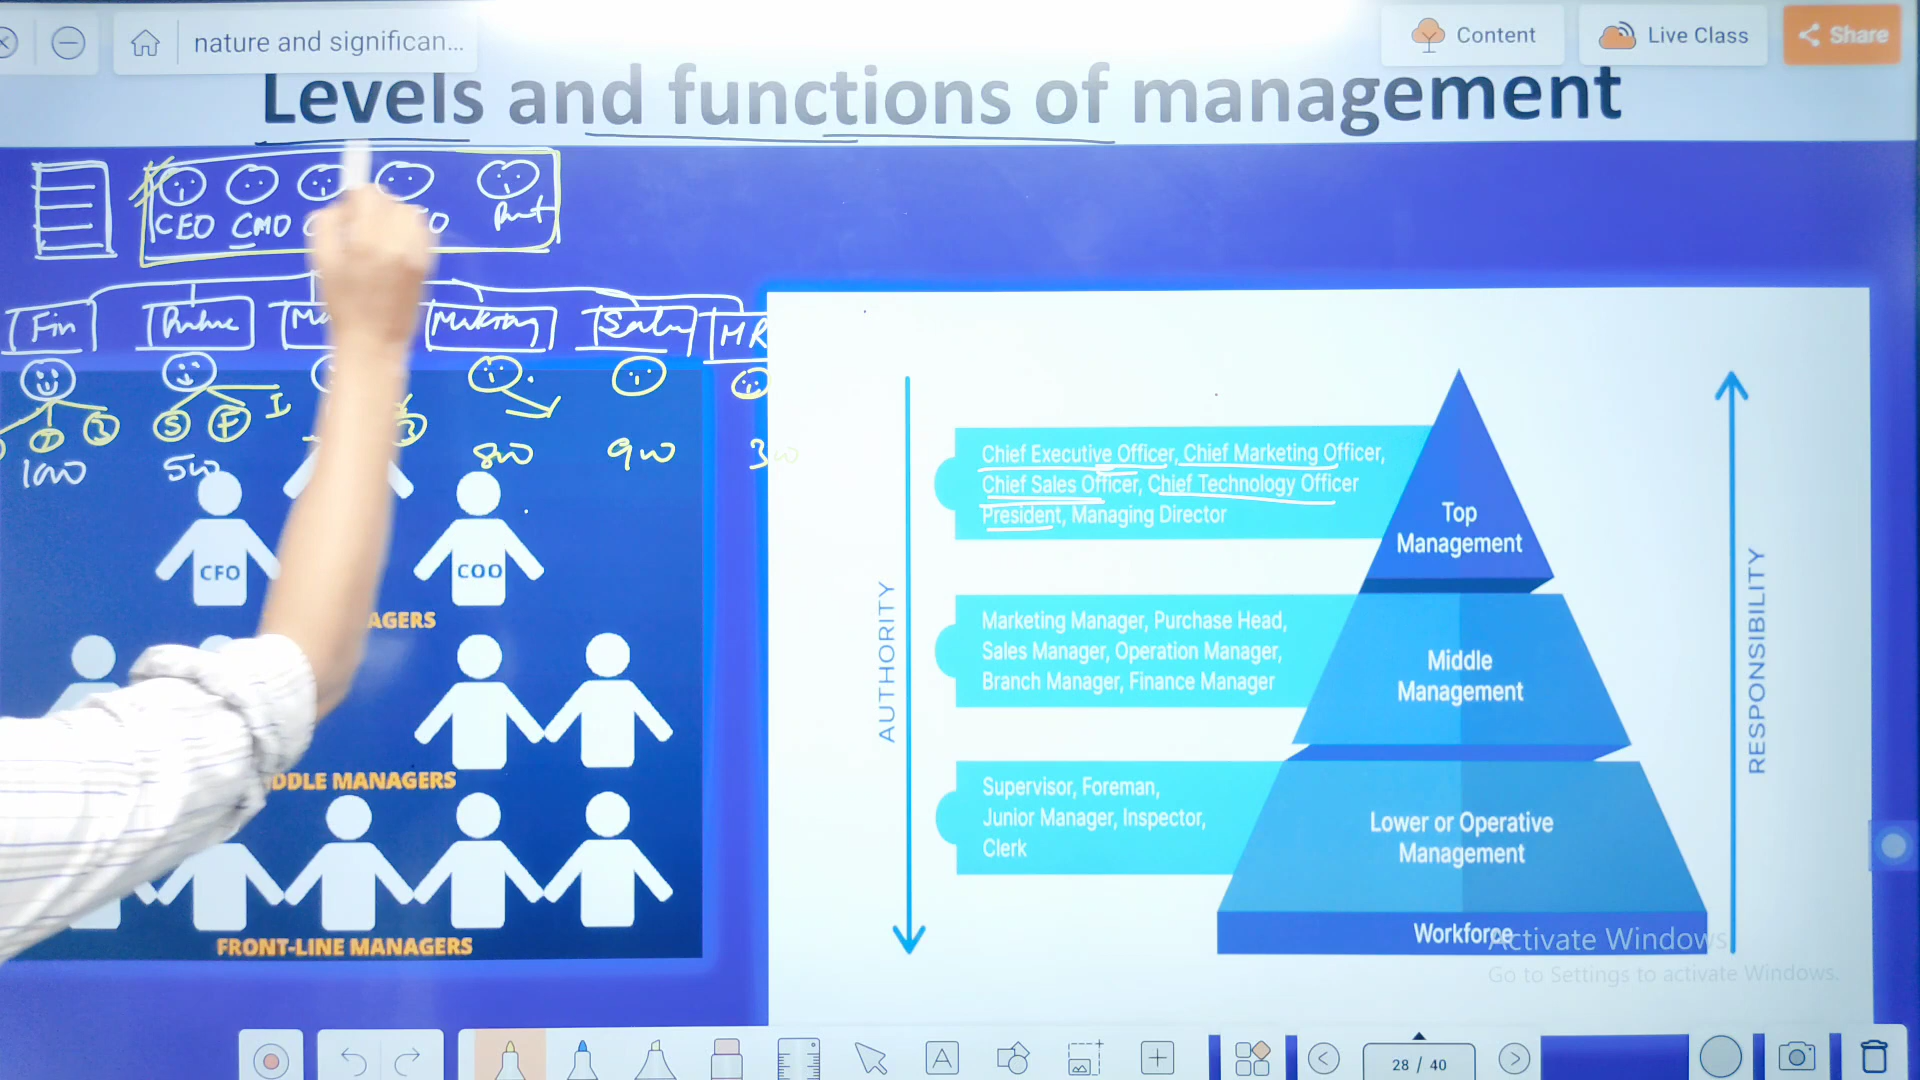 nature and significan...
Content
Live Class
Share
Levels and functions of management
CEO CMO
Fin
Sales
HR
100
500
800
900
300
S F I
CFO
COO
AGERS
DDLE MANAGERS
FRONT-LINE MANAGERS
AUTHORITY
Chief Executive Officer, Chief Marketing Officer,
Chief Sales Officer, Chief Technology Officer
President, Managing Director
Top
Management
Marketing Manager, Purchase Head,
Sales Manager, Operation Manager,
Branch Manager, Finance Manager
Middle
Management
Supervisor, Foreman,
Junior Manager, Inspector,
Clerk
Lower or Operative
Management
Workforce
RESPONSIBILITY
Activate Windows
Go to Settings to activate Windows.
A
28 / 40